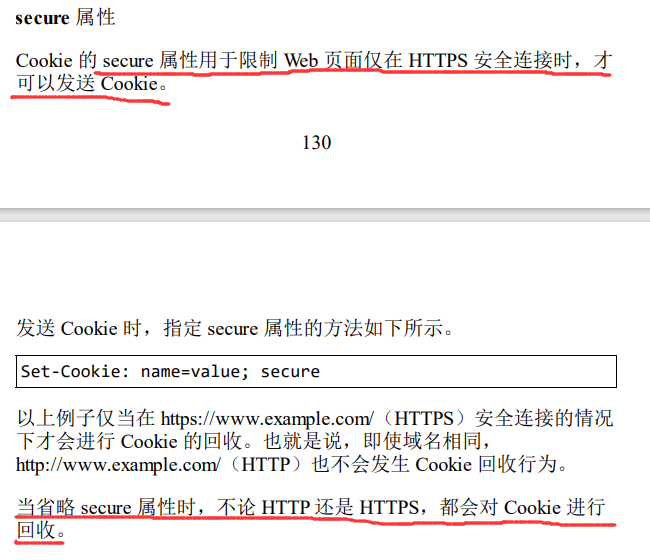 secure 属性
Cookie 的 secure 属性用于限制 Web 页面仅在 HTTPS 安全连接时，才
可以发送 Cookie。
130
发送 Cookie 时，指定 secure 属性的方法如下所示。
Set-Cookie: name=value; secure
以上例子仅当在 https://www.example.com/（HTTPS）安全连接的情况
下才会进行 Cookie 的回收。也就是说，即使域名相同，
http://www.example.com/（HTTP）也不会发生 Cookie 回收行为。
当省略 secure 属性时，不论 HTTP 还是 HTTPS，都会对 Cookie 进行
回收。